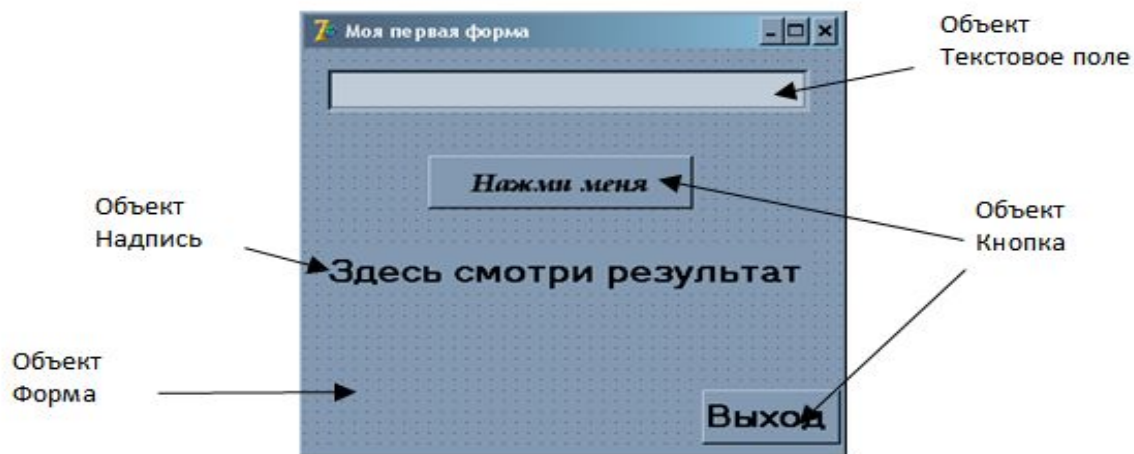 Моя первая форма
Объект
Текстовое поле
Нажми меня
Объект
Надпись
Объект
Кнопка
Здесь смотри результат
Объект
Форма
Выход